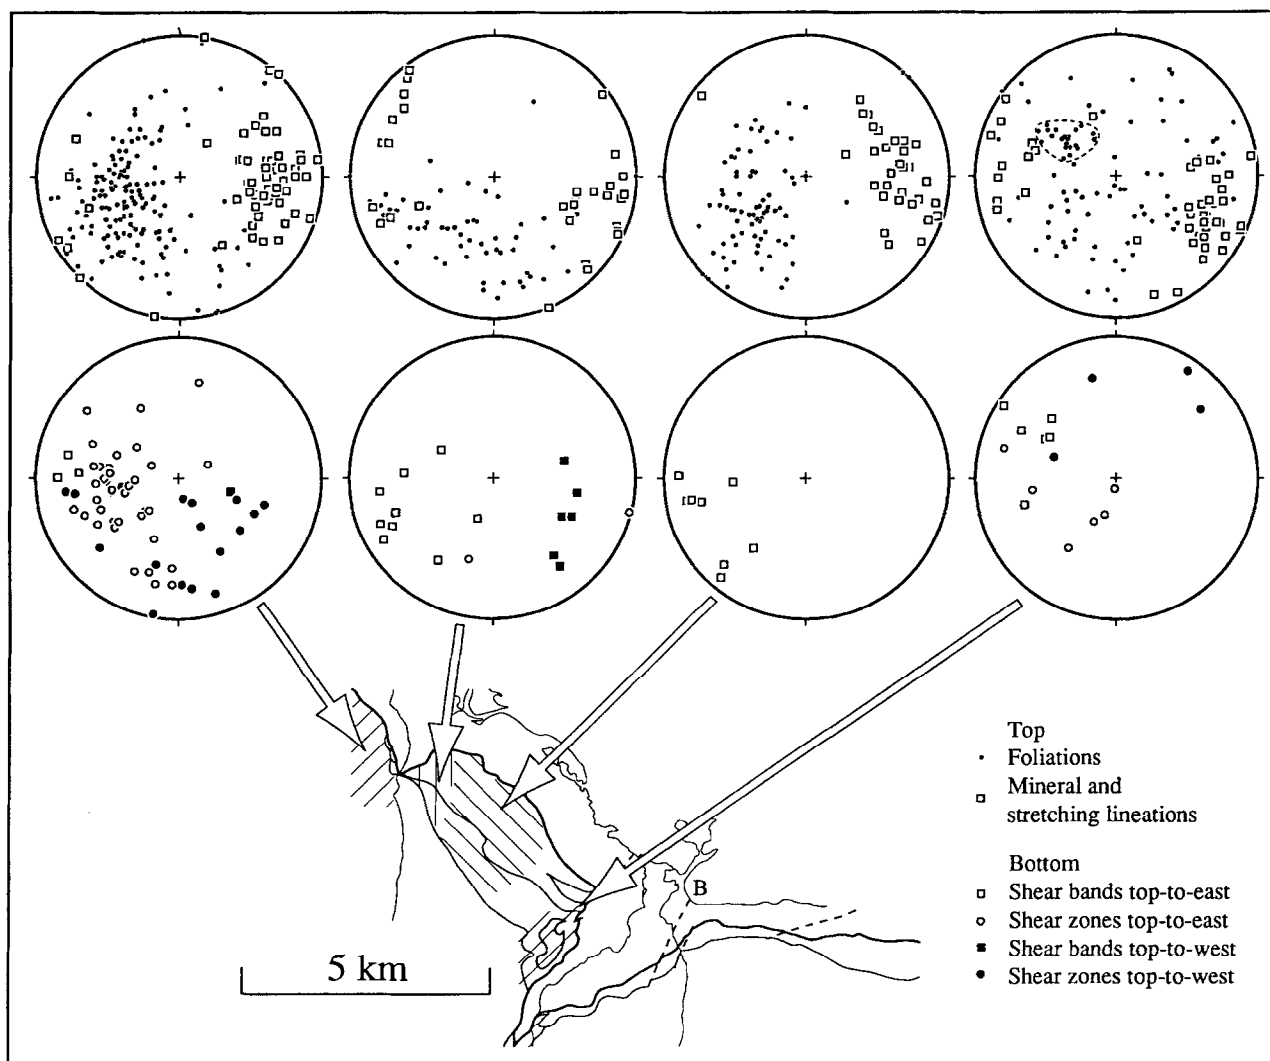 Top
Foliations
Mineral and
stretching lineations
Bottom
Shear bands top-to-east
Shear zones top-to-east
Shear bands top-to-west
Shear zones top-to-west
B
5 km